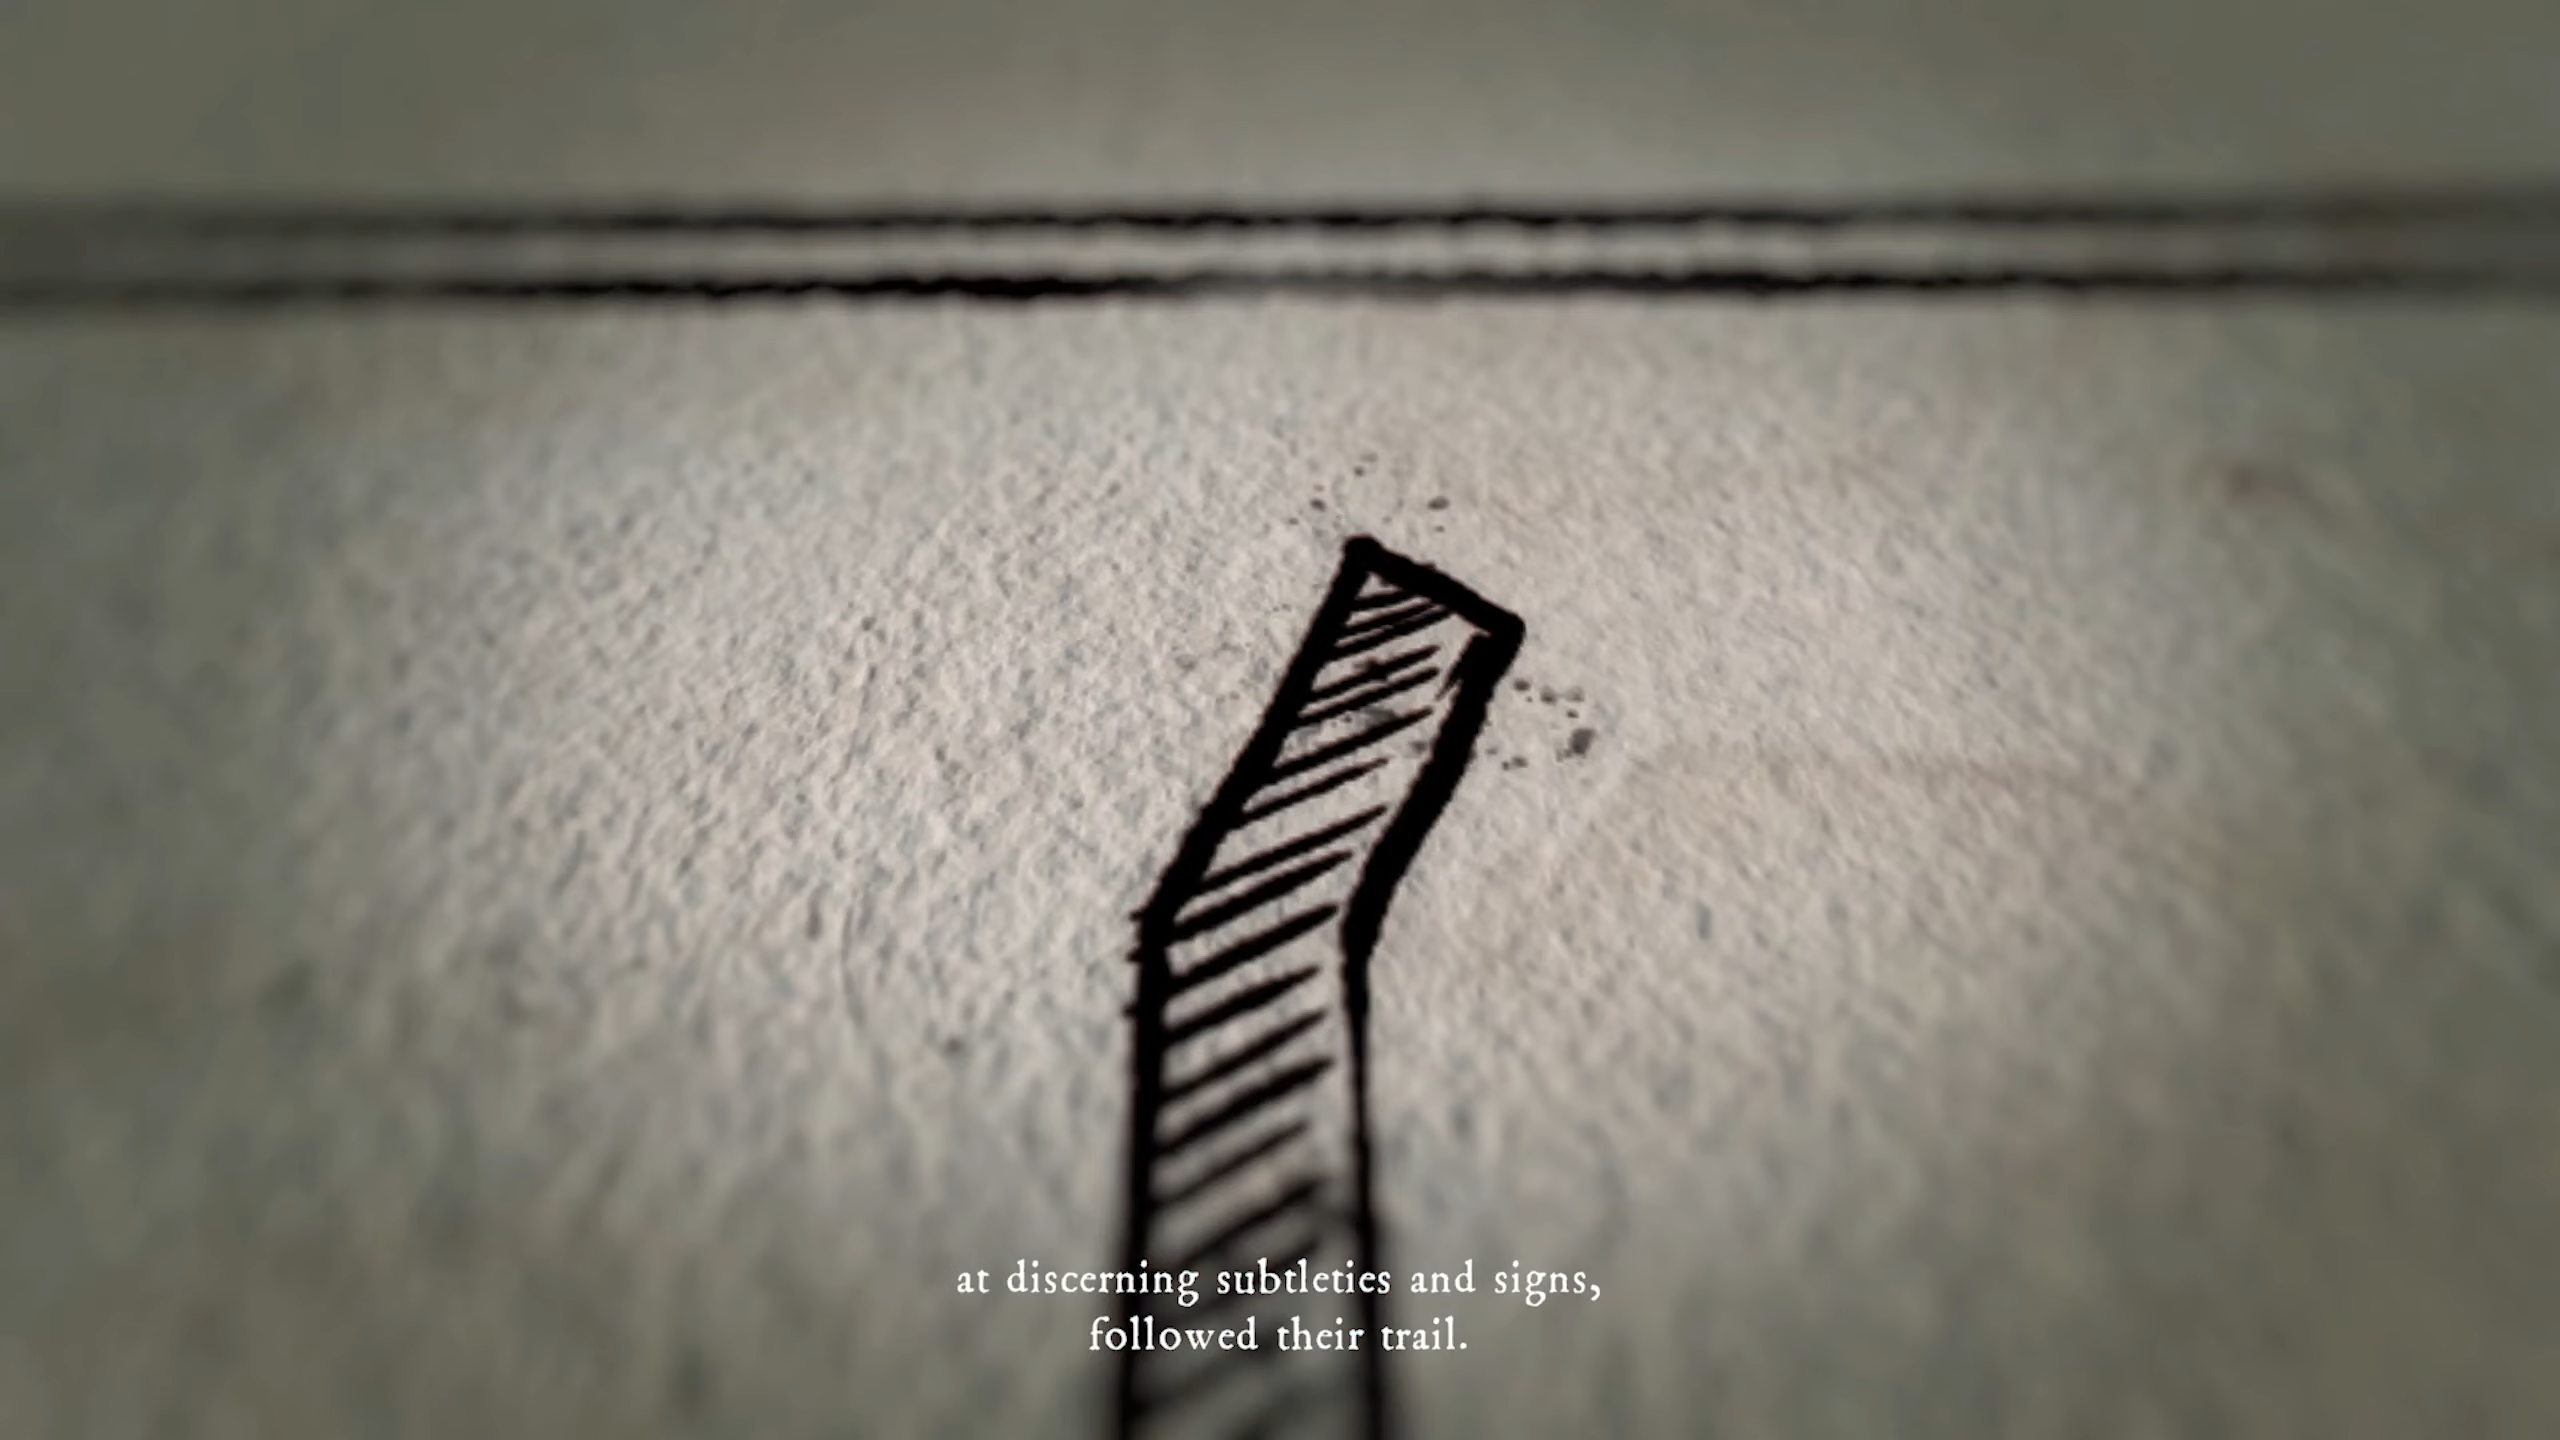 at discerning subtleties and signs,
followed their trail.